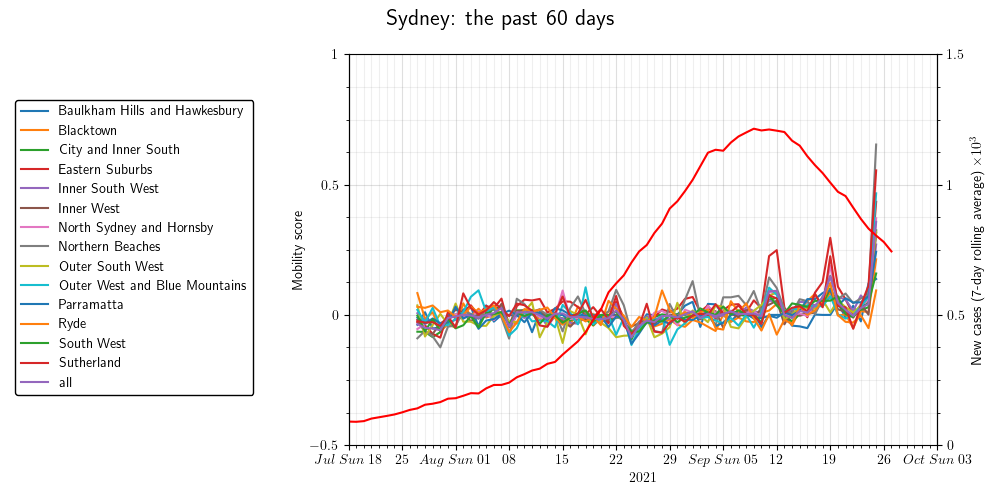 Sydney: the past 60 days
Baulkham Hills and Hawkesbury
Blacktown
City and Inner South
Eastern Suburbs
Inner South West
Inner West
North Sydney and Hornsby
Northern Beaches
Outer South West
Outer West and Blue Mountains
Parramatta
Ryde
South West
Sutherland
all
Mobility score
1
0.5
0
−0.5
1.5
1
0.5
0
New cases (7-day rolling average) ×10³
Jul Sun 18 25 Aug Sun 01 08 15 22 29 Sep Sun 05 12 19 26 Oct Sun 03
2021